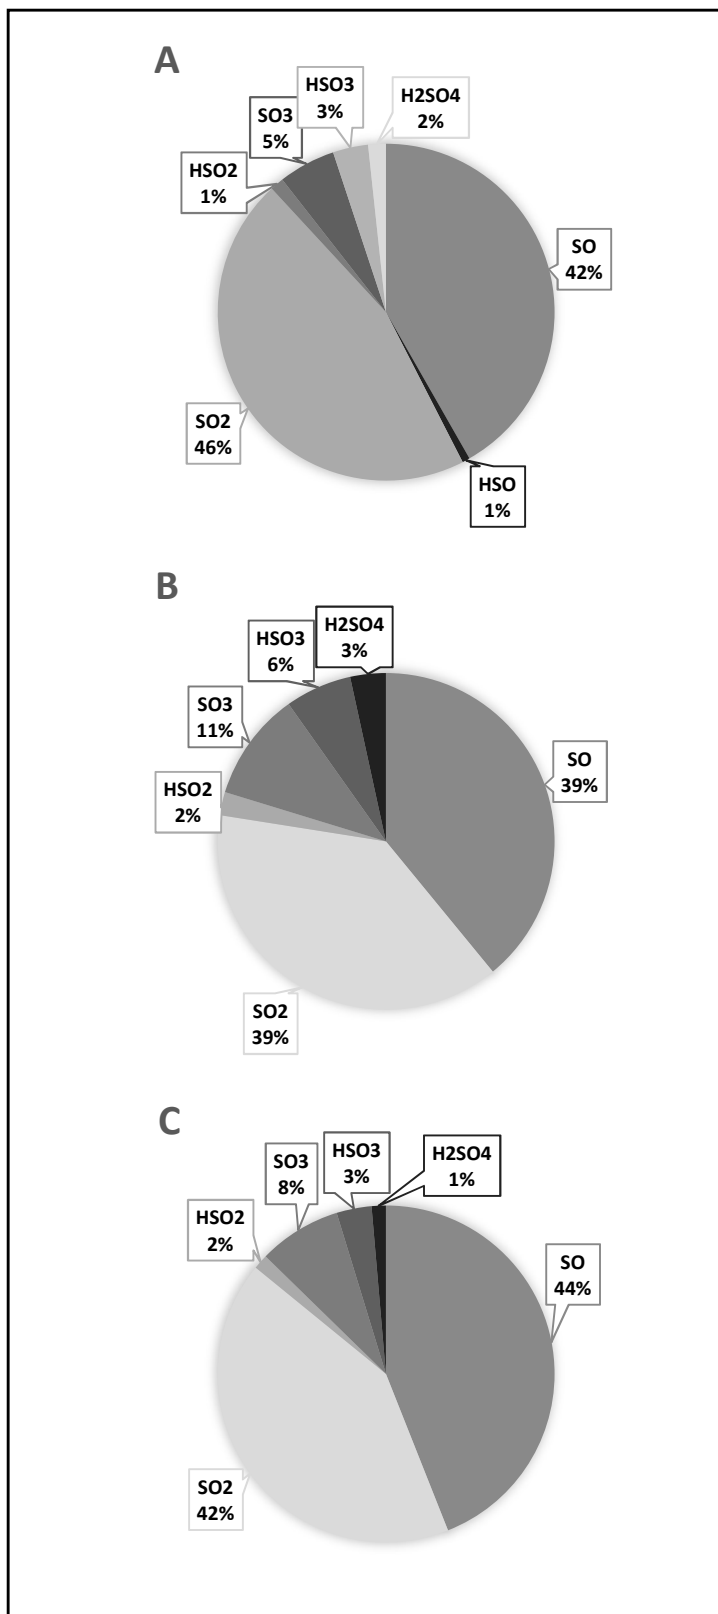 A
HSO3
3%
H2SO4
2%
SO3
5%
HSO2
1%
SO
42%
SO2
46%
HSO
1%
B
H2SO4
3%
HSO3
6%
SO3
11%
SO
39%
HSO2
2%
SO2
39%
C
HSO3
3%
H2SO4
1%
SO3
8%
HSO2
2%
SO
44%
SO2
42%